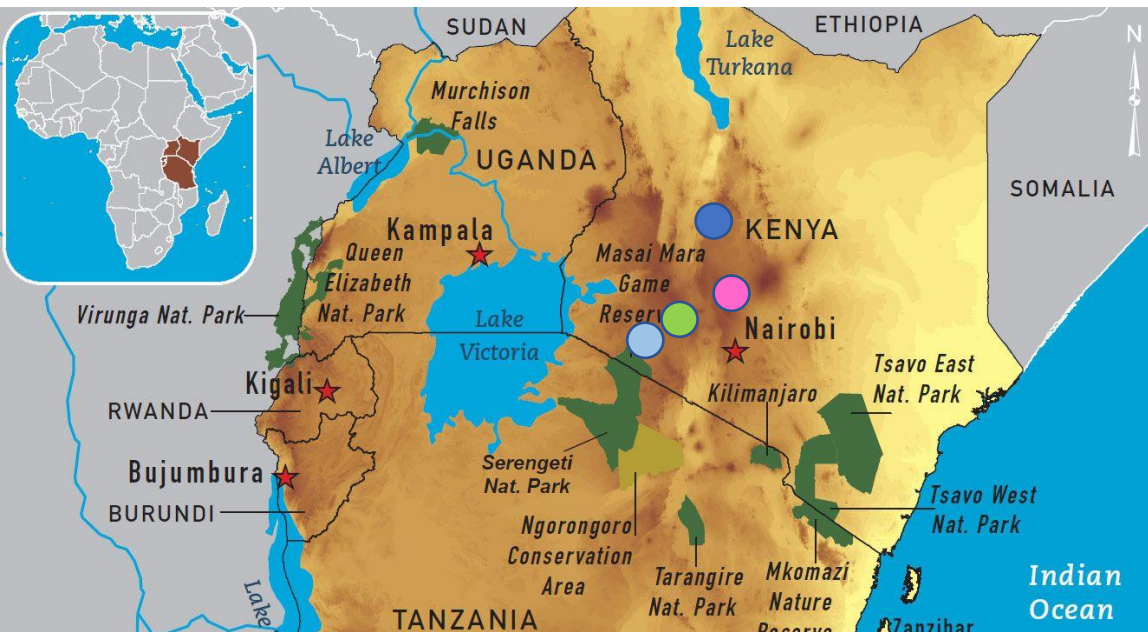 SUDAN
ETHIOPIA
N
Lake
Turkana
Murchison
Falls
Lake
Albert
UGANDA
SOMALIA
Kampala
KENYA
Queen
Elizabeth
Nat. Park
Masai Mara
Game
Virunga Nat. Park
Lake
Victoria
Nairobi
Kigali
Kilimanjaro
Tsavo East
Nat. Park
RWANDA
Serengeti
Nat. Park
Bujumbura
Tsavo West
Nat. Park
BURUNDI
Ngorongoro
Conservation
Area
Tarangire
Nat. Park
Mkomazi
Nature
Indian
Ocean
Lake
TANZANIA
Zanzibar